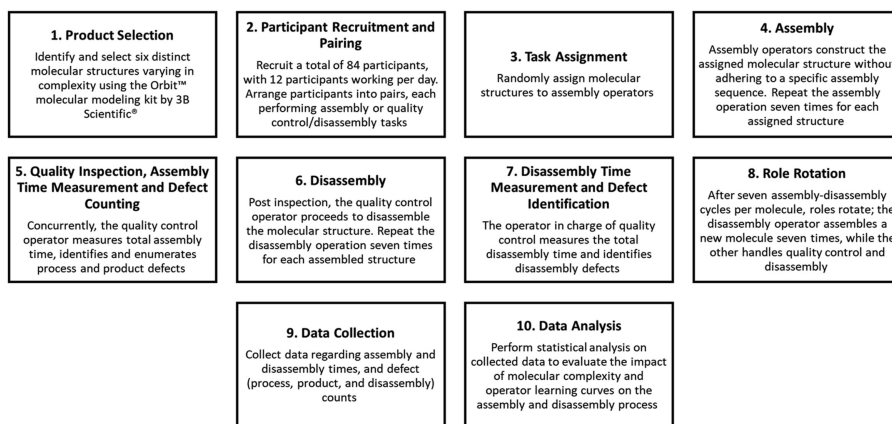 1. Product Selection
Identify and select six distinct
molecular structures varying in
complexity using the Orbit™
molecular modeling kit by 3B
Scientific®
2. Participant Recruitment and
Pairing
Recruit a total of 84 participants,
with 12 participants working per day.
Arrange participants into pairs, each
performing assembly or quality
control/disassembly tasks
3. Task Assignment
Randomly assign molecular
structures to assembly operators
4. Assembly
Assembly operators construct the
assigned molecular structure without
adhering to a specific assembly
sequence. Repeat the assembly
operation seven times for each
assigned structure
5. Quality Inspection, Assembly
Time Measurement and Defect
Counting
Concurrently, the quality control
operator measures total assembly
time, identifies and enumerates
process and product defects
6. Disassembly
Post inspection, the quality control
operator proceeds to disassemble
the molecular structure. Repeat the
disassembly operation seven times
for each assembled structure
7. Disassembly Time
Measurement and Defect
Identification
The operator in charge of quality
control measures the total
disassembly time and identifies
disassembly defects
8. Role Rotation
After seven assembly-disassembly
cycles per molecule, roles rotate; the
disassembly operator assembles a
new molecule seven times, while the
other handles quality control and
disassembly
9. Data Collection
Collect data regarding assembly and
disassembly times, and defect
(process, product, and disassembly)
counts
10. Data Analysis
Perform statistical analysis on
collected data to evaluate the impact
of molecular complexity and
operator learning curves on the
assembly and disassembly process